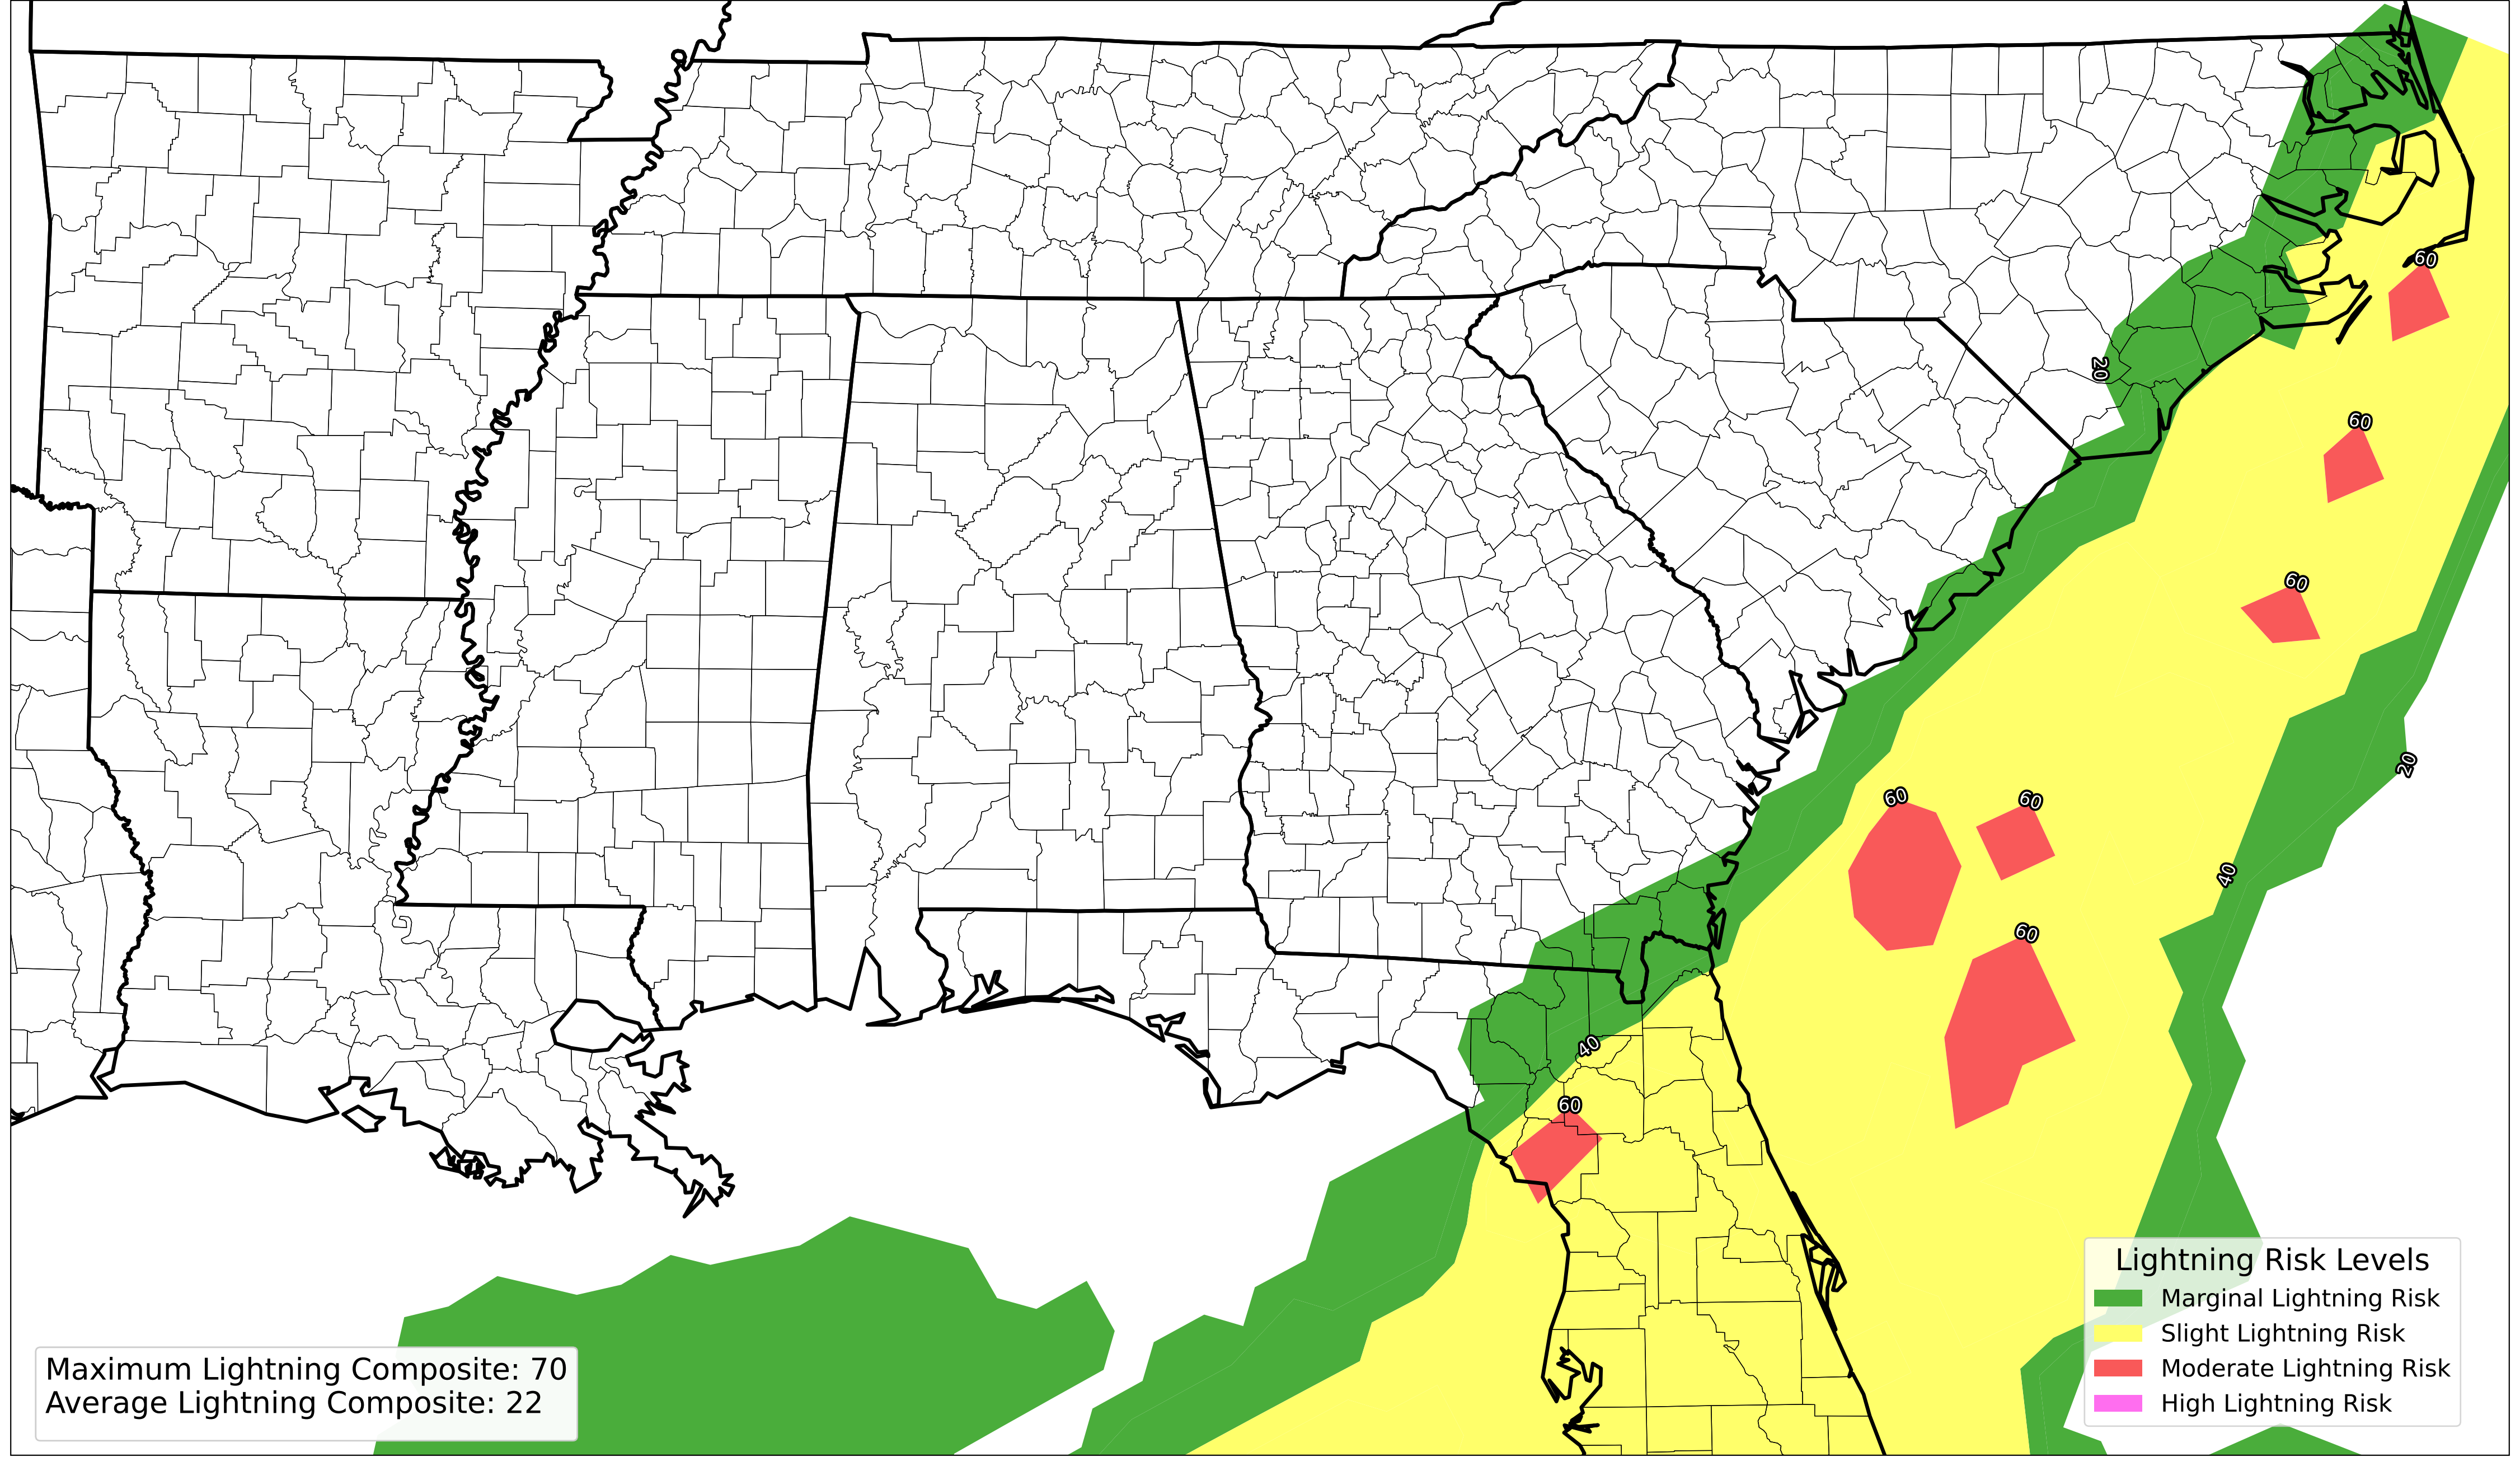 60
60
20
60
20
60
60
40
60
40
60
Lightning Risk Levels
Marginal Lightning Risk
Slight Lightning Risk
Moderate Lightning Risk
High Lightning Risk
Maximum Lightning Composite: 70
Average Lightning Composite: 22